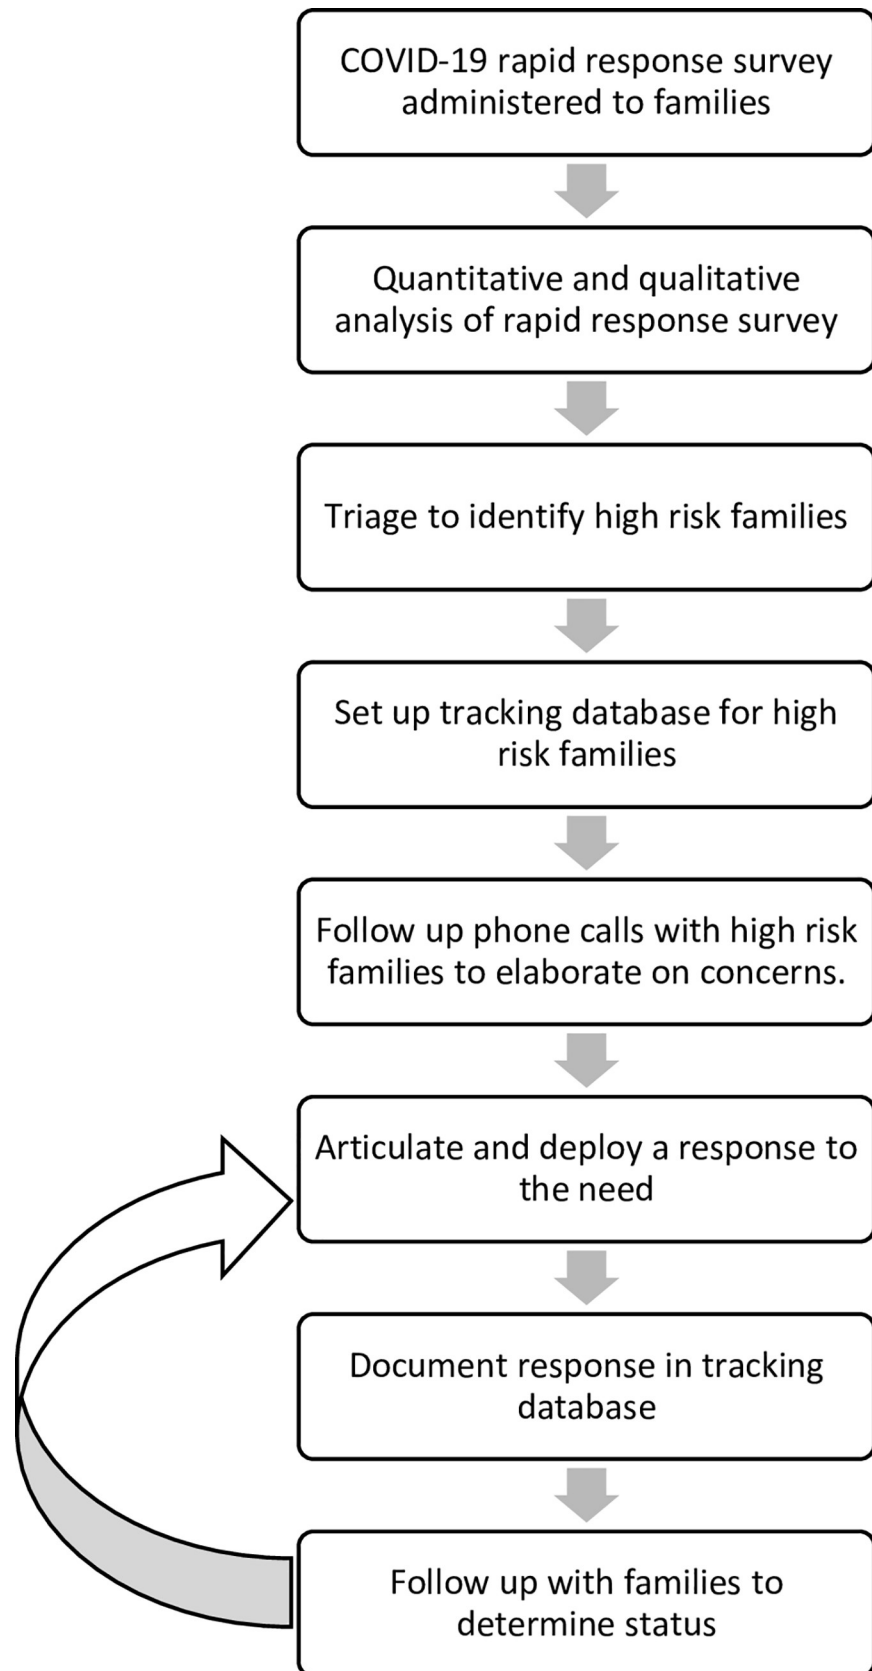 COVID-19 rapid response survey
administered to families
Quantitative and qualitative
analysis of rapid response survey
Triage to identify high risk families
Set up tracking database for high
risk families
Follow up phone calls with high risk
families to elaborate on concerns.
Articulate and deploy a response to
the need
Document response in tracking
database
Follow up with families to
determine status